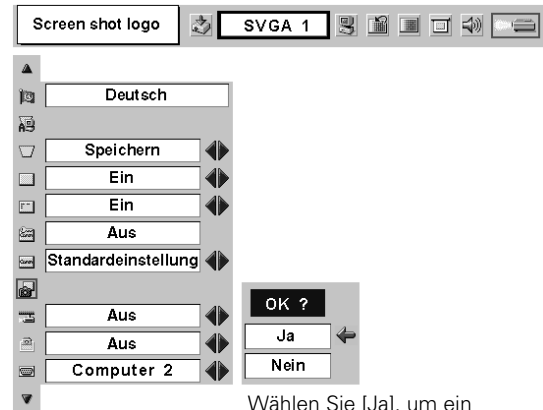 Screen shot logo
SVGA 1
Deutsch
Speichern
Ein
Ein
Aus
Standardeinstellung
Aus
Aus
Computer 2
OK ?
Ja
Nein
Wählen Sie [Ja], um ein